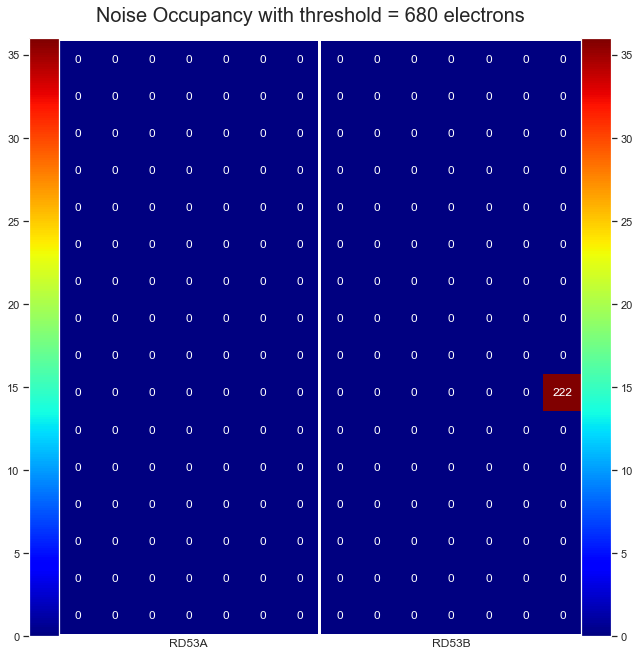 Noise Occupancy with threshold = 680 electrons
35 0 0 0 0 0 0 0 0 0 0 0 0 0 0 35
0 0 0 0 0 0 0 0 0 0 0 0 0 0
30 0 0 0 0 0 0 0 0 0 0 0 0 0 0 30
0 0 0 0 0 0 0 0 0 0 0 0 0 0
25 0 0 0 0 0 0 0 0 0 0 0 0 0 0 25
0 0 0 0 0 0 0 0 0 0 0 0 0 0
0 0 0 0 0 0 0 0 0 0 0 0 0 0
20 0 0 0 0 0 0 0 0 0 0 0 0 0 0 20
0 0 0 0 0 0 0 0 0 0 0 0 0 0
15 0 0 0 0 0 0 0 0 0 0 0 0 0 222 15
0 0 0 0 0 0 0 0 0 0 0 0 0 0
10 0 0 0 0 0 0 0 0 0 0 0 0 0 0 10
0 0 0 0 0 0 0 0 0 0 0 0 0 0
5 0 0 0 0 0 0 0 0 0 0 0 0 0 0 5
0 0 0 0 0 0 0 0 0 0 0 0 0 0
0 0 0 0 0 0 0 0 0 0 0 0 0 0
0 0
RD53A RD53B